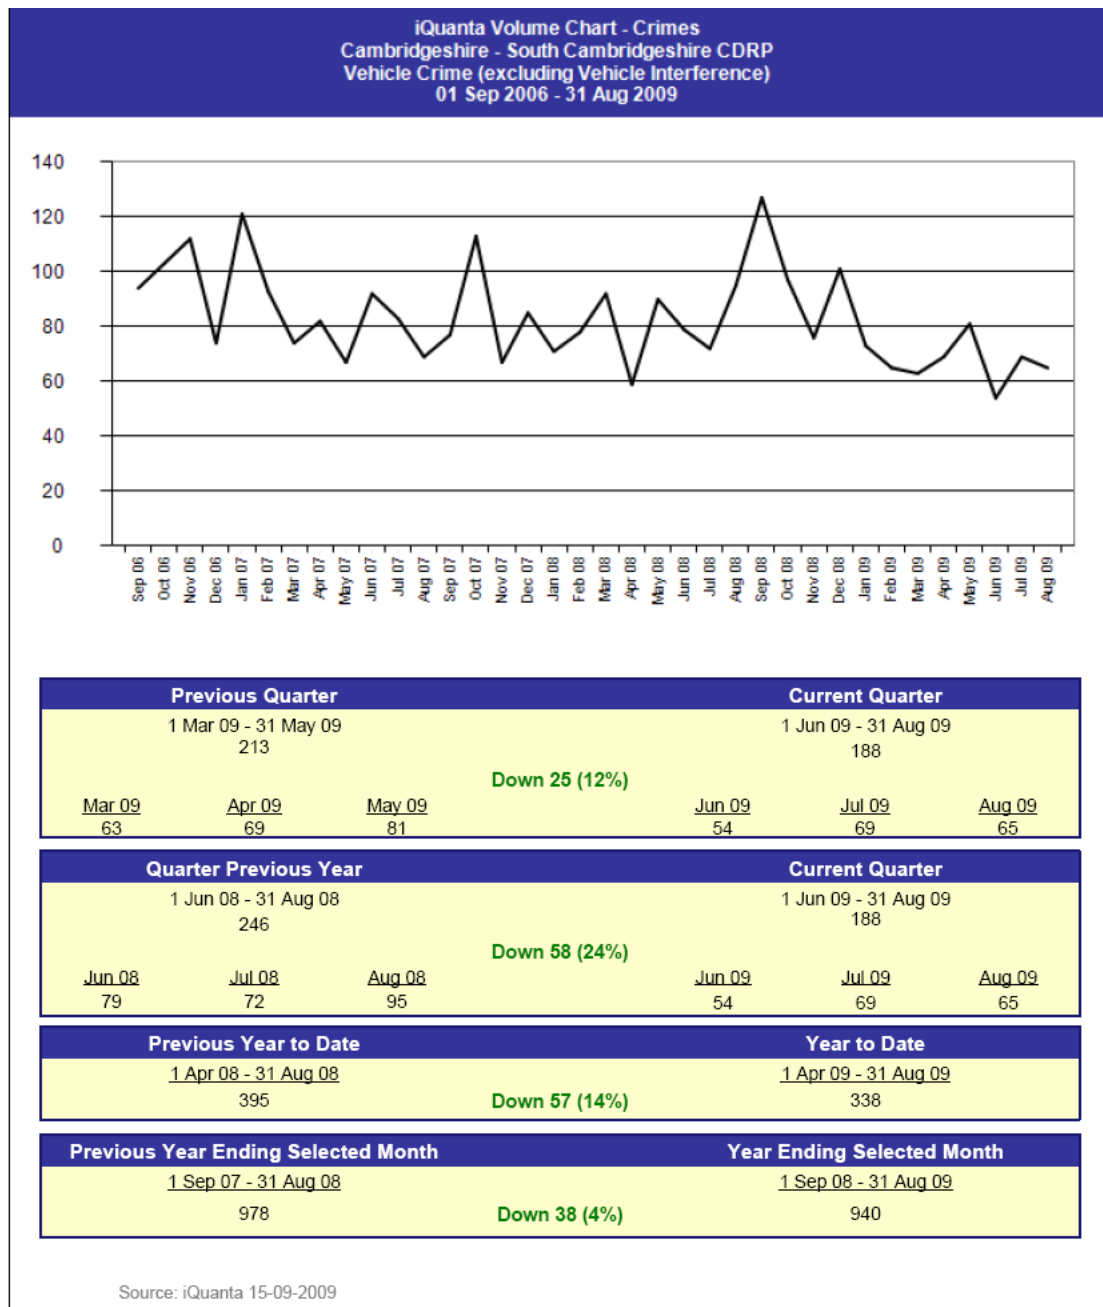 iQuanta Volume Chart - Crimes
Cambridgeshire - South Cambridgeshire CDRP
Vehicle Crime (excluding Vehicle Interference)
01 Sep 2006 - 31 Aug 2009
140
120
100
80
60
40
20
0
Sep 06 Oct 06 Nov 06 Dec 06 Jan 07 Feb 07 Mar 07 Apr 07 May 07 Jun 07 Jul 07 Aug 07 Sep 07 Oct 07 Nov 07 Dec 07 Jan 08 Feb 08 Mar 08 Apr 08 May 08 Jun 08 Jul 08 Aug 08 Sep 08 Oct 08 Nov 08 Dec 08 Jan 09 Feb 09 Mar 09 Apr 09 May 09 Jun 09 Jul 09 Aug 09
Previous Quarter Current Quarter
1 Mar 09 - 31 May 09 1 Jun 09 - 31 Aug 09
213 188
Down 25 (12%)
Mar 09 Apr 09 May 09 Jun 09 Jul 09 Aug 09
63 69 81 54 69 65
Quarter Previous Year Current Quarter
1 Jun 08 - 31 Aug 08 1 Jun 09 - 31 Aug 09
246 188
Down 58 (24%)
Jun 08 Jul 08 Aug 08 Jun 09 Jul 09 Aug 09
79 72 95 54 69 65
Previous Year to Date Year to Date
1 Apr 08 - 31 Aug 08 1 Apr 09 - 31 Aug 09
395 Down 57 (14%) 338
Previous Year Ending Selected Month Year Ending Selected Month
1 Sep 07 - 31 Aug 08 1 Sep 08 - 31 Aug 09
978 Down 38 (4%) 940
Source: iQuanta 15-09-2009